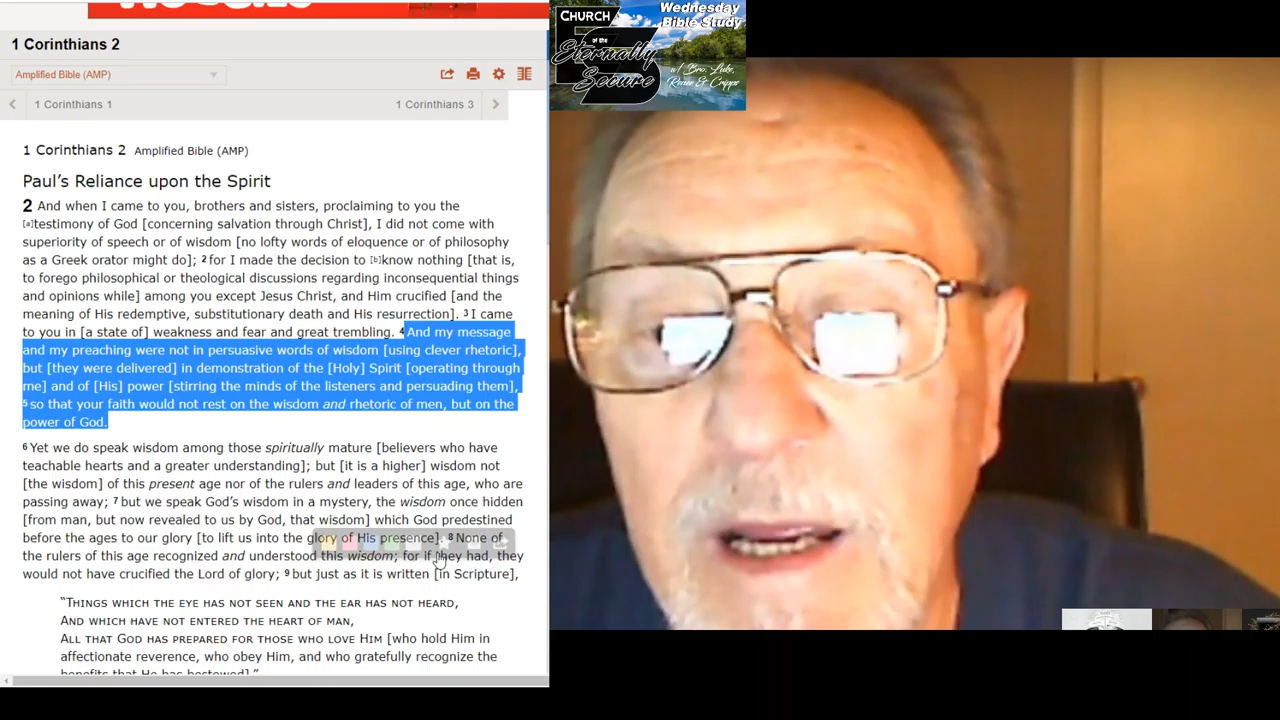 1 Corinthians 2
Amplified Bible (AMP)
1 Corinthians 1
1 Corinthians 3
1 Corinthians 2 Amplified Bible (AMP)
Paul’s Reliance upon the Spirit
2 And when I came to you, brothers and sisters, proclaiming to you the
[a]testimony of God [concerning salvation through Christ], I did not come with
superiority of speech or of wisdom [no lofty words of eloquence or of philosophy
as a Greek orator might do]; 2 for I made the decision to [b]know nothing [that is,
to forego philosophical or theological discussions regarding inconsequential things
and opinions while] among you except Jesus Christ, and Him crucified [and the
meaning of His redemptive, substitutionary death and His resurrection]. 3 I came
to you in [a state of] weakness and fear and great trembling. 4 And my message
and my preaching were not in persuasive words of wisdom [using clever rhetoric],
but [they were delivered] in demonstration of the [Holy] Spirit [operating through
me] and of [His] power [stirring the minds of the listeners and persuading them],
5 so that your faith would not rest on the wisdom and rhetoric of men, but on the
power of God.
6 Yet we do speak wisdom among those spiritually mature [believers who have
teachable hearts and a greater understanding]; but [it is a higher] wisdom not
[the wisdom] of this present age nor of the rulers and leaders of this age, who are
passing away; 7 but we speak God’s wisdom in a mystery, the wisdom once hidden
[from man, but now revealed to us by God, that wisdom] which God predestined
before the ages to our glory [to lift us into the glory of His presence]. 8 None of
the rulers of this age recognized and understood this wisdom; for if they had, they
would not have crucified the Lord of glory; 9 but just as it is written [in Scripture],
“THINGS WHICH THE EYE HAS NOT SEEN AND THE EAR HAS NOT HEARD,
AND WHICH HAVE NOT ENTERED THE HEART OF MAN,
ALL THAT GOD HAS PREPARED FOR THOSE WHO LOVE HIM [who hold Him in
affectionate reverence, who obey Him, and who gratefully recognize the
benefits that He has bestowed].”
CHURCH
of the
Eternally
Secure
Wednesday
Bible Study
w/ Bro. Luke,
Renee & Cripps